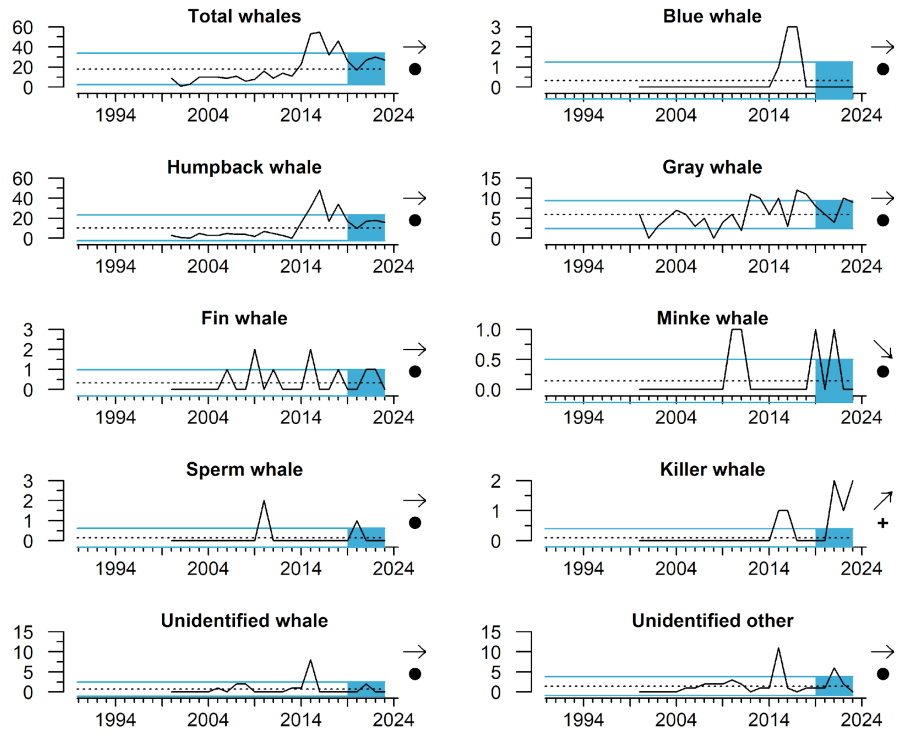 Total whales
60
40
20
0
1994 2004 2014 2024
Blue whale
3
2
1
0
1994 2004 2014 2024
Humpback whale
60
40
20
0
1994 2004 2014 2024
Gray whale
15
10
5
0
1994 2004 2014 2024
Fin whale
3
2
1
0
1994 2004 2014 2024
Minke whale
1.0
0.5
0.0
1994 2004 2014 2024
Sperm whale
3
2
1
0
1994 2004 2014 2024
Killer whale
2
1
0
+
1994 2004 2014 2024
Unidentified whale
15
10
5
0
1994 2004 2014 2024
Unidentified other
15
10
5
0
1994 2004 2014 2024